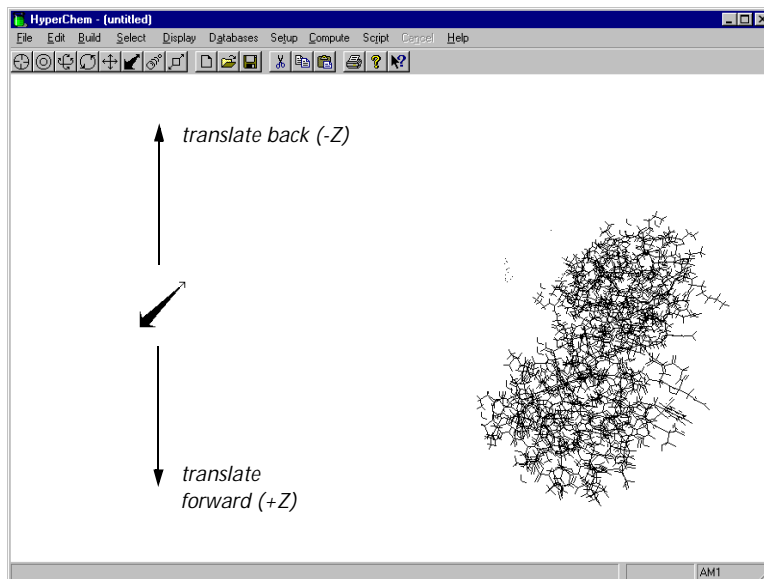 HyperChem - (untitled)
File Edit Build Select Display Databases Setup Compute Script Cancel Help
translate back (-Z)
translate
forward (+Z)
AM1